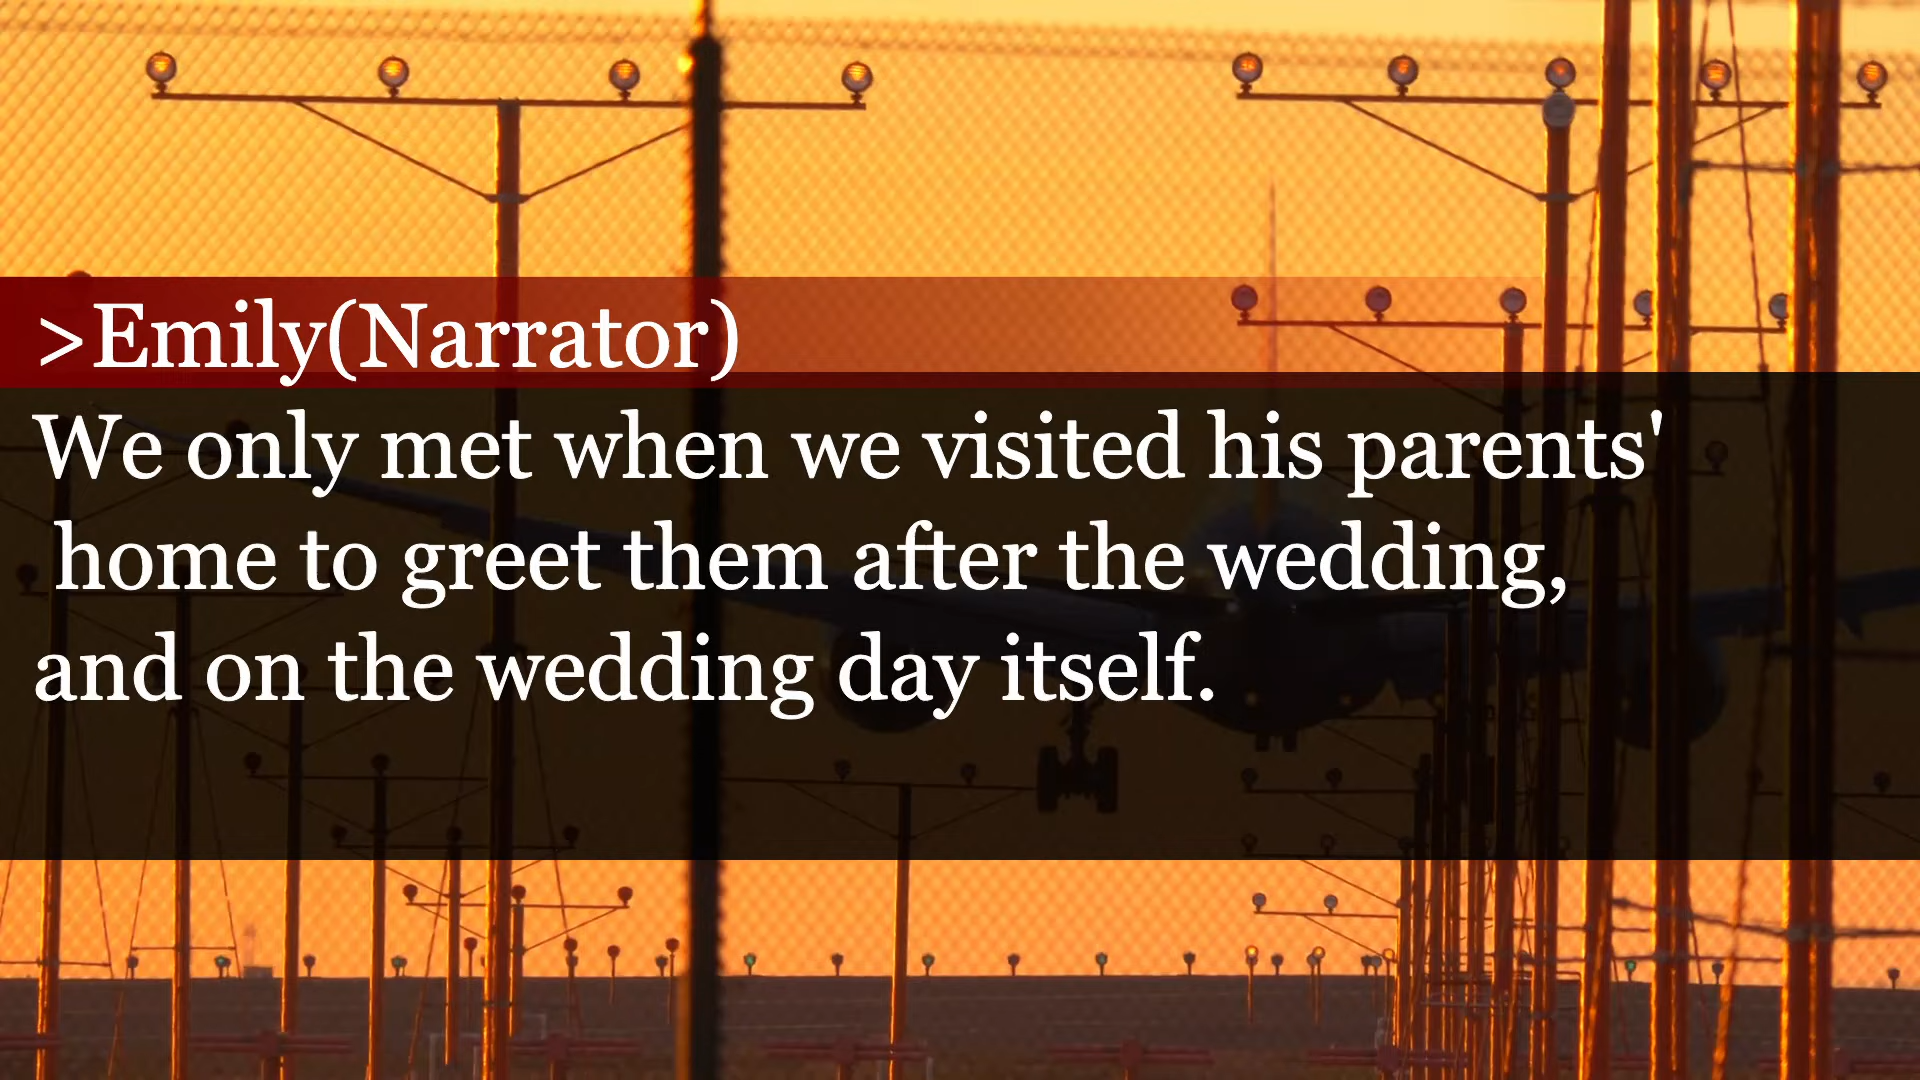 >Emily(Narrator)
We only met when we visited his parents'
home to greet them after the wedding,
and on the wedding day itself.